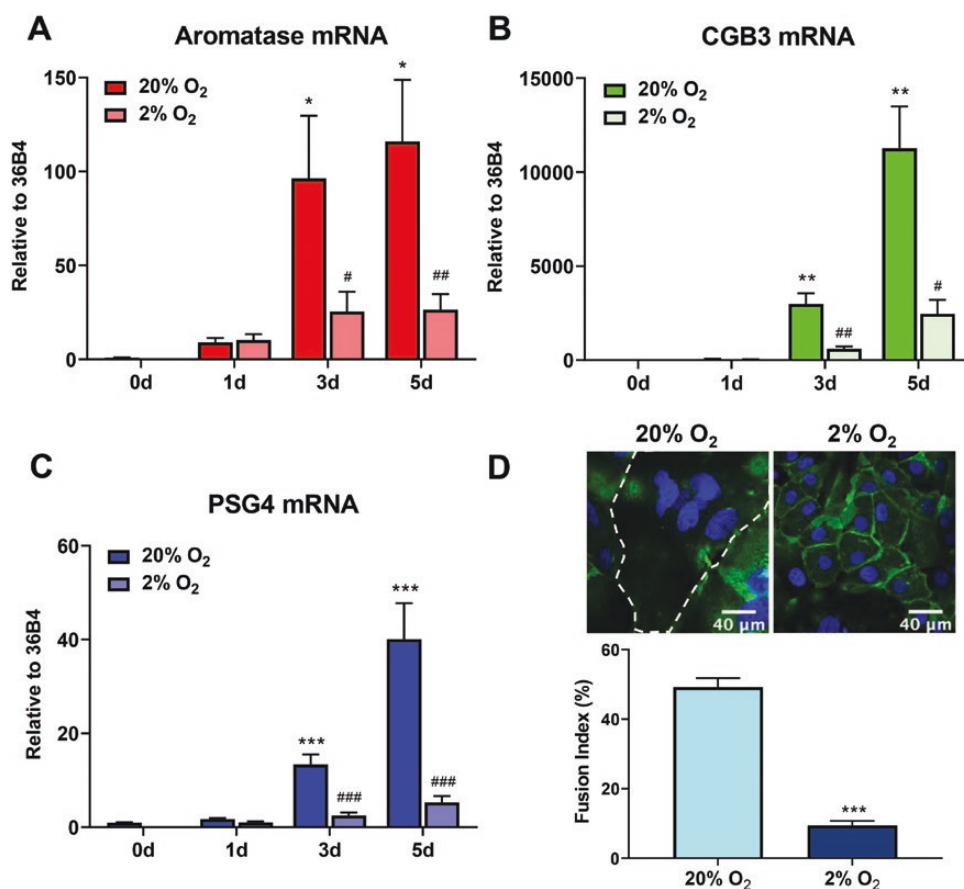 A
Aromatase mRNA
20% O₂
2% O₂
Relative to 36B4
150
100
50
0
*
*
#
##
0d 1d 3d 5d
B
CGB3 mRNA
20% O₂
2% O₂
Relative to 36B4
15000
10000
5000
0
**
**
##
#
0d 1d 3d 5d
C
PSG4 mRNA
20% O₂
2% O₂
Relative to 36B4
60
40
20
0
***
***
###
###
0d 1d 3d 5d
D
20% O₂ 2% O₂
40 μm 40 μm
Fusion Index (%)
60
40
20
0
***
20% O₂ 2% O₂